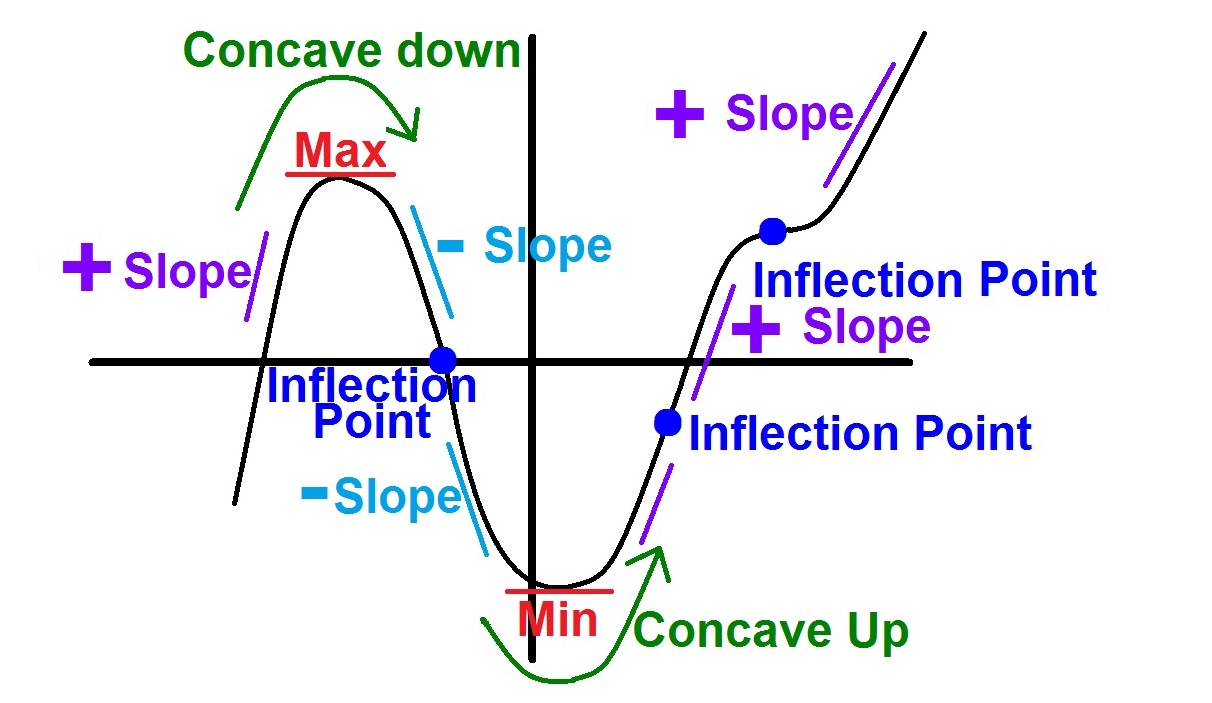 Concave down
+ Slope
Max
- Slope
+ Slope
Inflection Point
+ Slope
Inflection
Point
Inflection Point
-Slope
Min
Concave Up